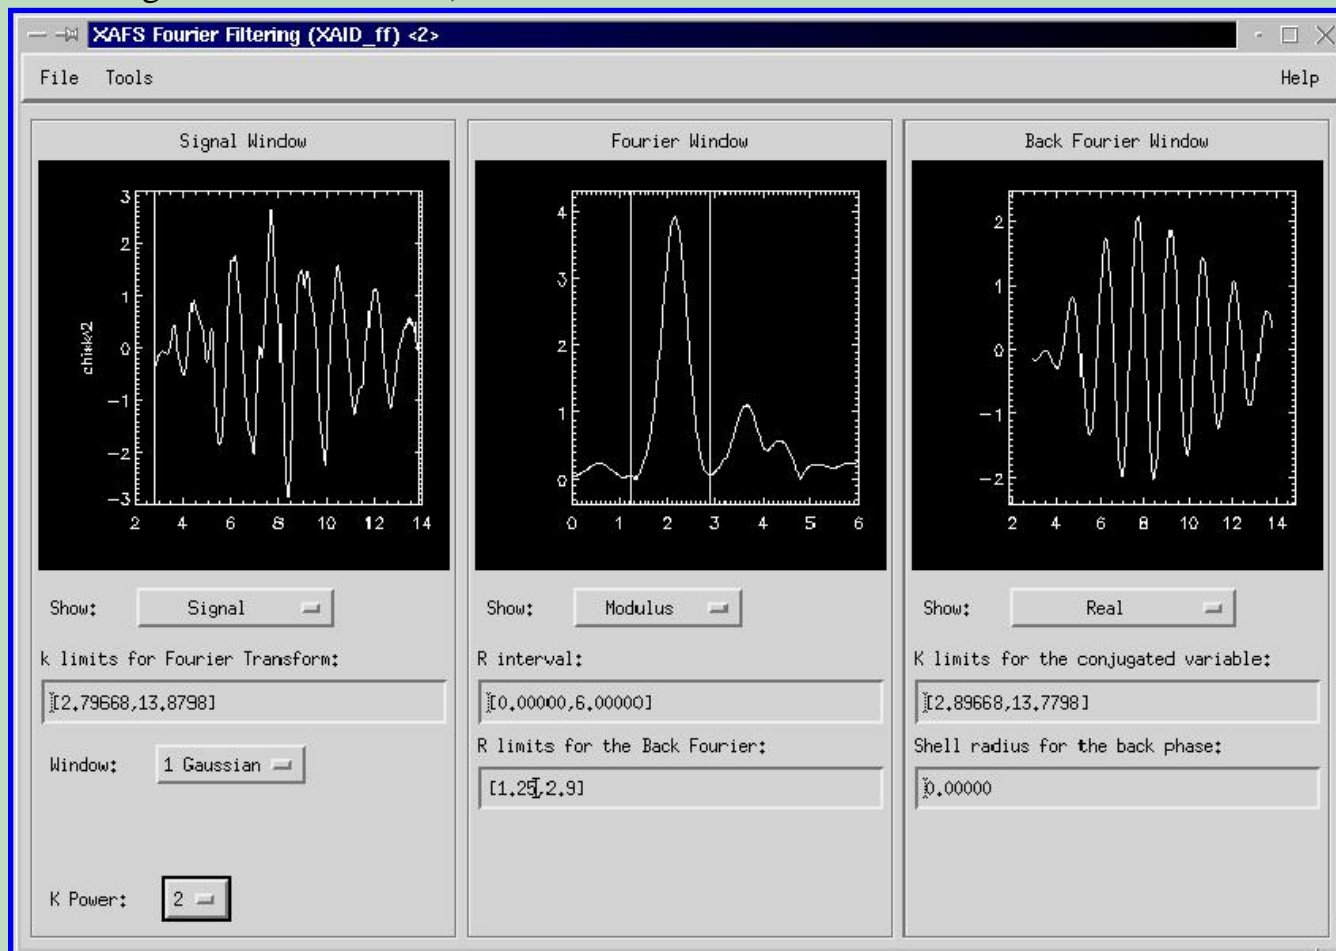 XAFS Fourier Filtering (XAID_ff) <2>
File Tools Help
Signal Window
chi*k^2
3
2
1
0
-1
-2
-3
2 4 6 8 10 12 14
Show: Signal
k limits for Fourier Transform:
[2.79668,13.8798]
Window: 1 Gaussian
K Power: 2
Fourier Window
4
3
2
1
0
0 1 2 3 4 5 6
Show: Modulus
R interval:
[0.00000,6.00000]
R limits for the Back Fourier:
[1.25,2.9]
Back Fourier Window
2
1
0
-1
-2
2 4 6 8 10 12 14
Show: Real
K limits for the conjugated variable:
[2.89668,13.7798]
Shell radius for the back phase:
0.00000